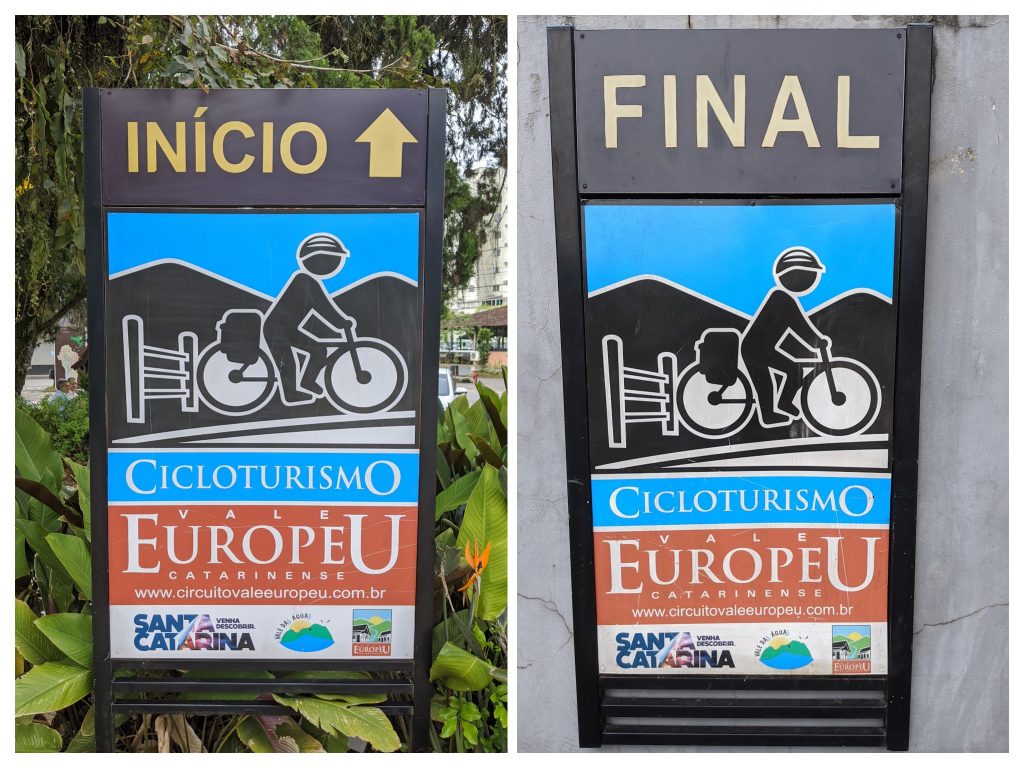 INÍCIO
CICLOTURISMO
VALE
EUROPEU
CATARINENSE
www.circuitovaleeuropeu.com.br
SANTA
CATARINA
VENHA
DESCOBRIR.
VALE DAS ÁGUAS
EUROPEU
FINAL
CICLOTURISMO
VALE
EUROPEU
CATARINENSE
www.circuitovaleeuropeu.com.br
SANTA
CATARINA
VENHA
DESCOBRIR.
VALE DAS ÁGUAS
EUROPEU